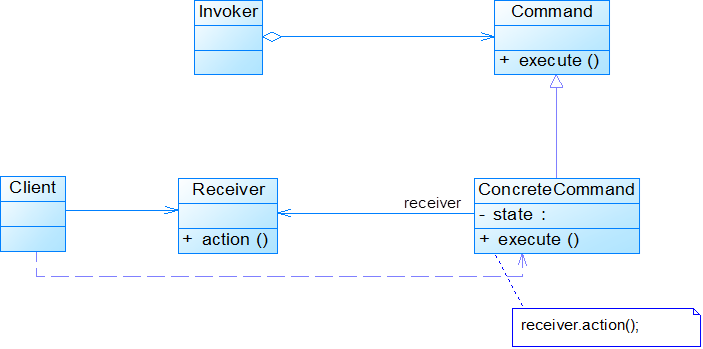 Invoker
Command
+ execute ()
Client
Receiver
+ action ()
receiver
ConcreteCommand
- state :
+ execute ()
receiver.action();